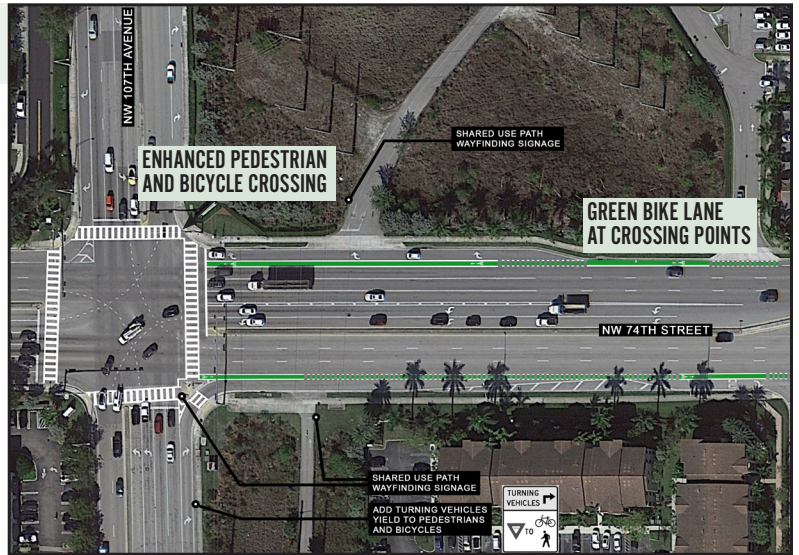 NW 107TH AVENUE
ENHANCED PEDESTRIAN
AND BICYCLE CROSSING
SHARED USE PATH
WAYFINDING SIGNAGE
GREEN BIKE LANE
AT CROSSING POINTS
NW 74TH STREET
SHARED USE PATH
WAYFINDING SIGNAGE
ADD TURNING VEHICLES
YIELD TO PEDESTRIANS
AND BICYCLES
TURNING
VEHICLES
TO